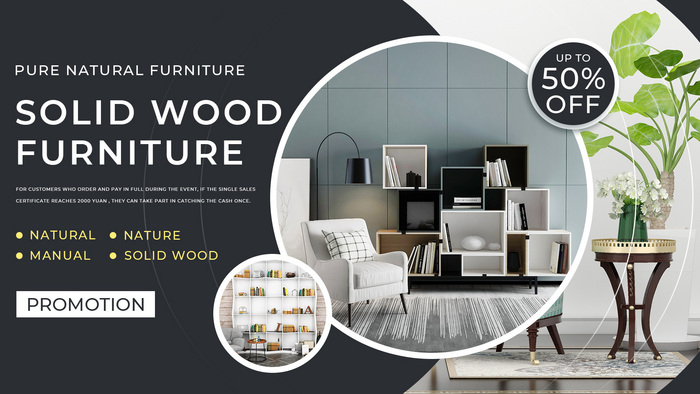 PURE NATURAL FURNITURE
SOLID WOOD
FURNITURE
FOR CUSTOMERS WHO ORDER AND PAY IN FULL DURING THE EVENT, IF THE SINGLE SALES
CERTIFICATE REACHES 2000 YUAN , THEY CAN TAKE PART IN CATCHING THE CASH ONCE.
NATURAL
NATURE
MANUAL
SOLID WOOD
PROMOTION
UP TO
50%
OFF